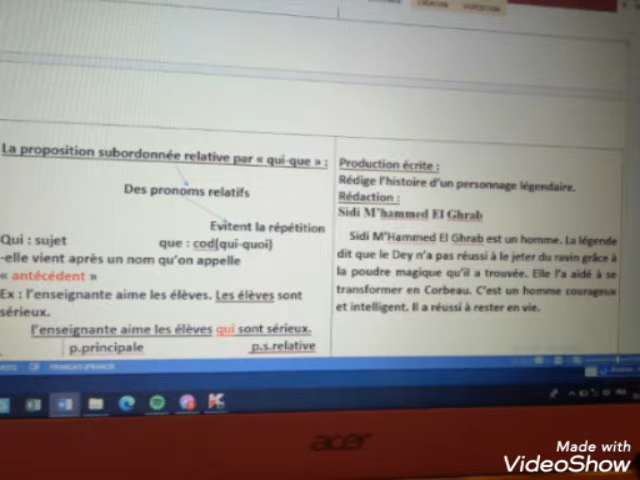 La proposition subordonnée relative par « qui-que » :
Des pronoms relatifs
Evitent la répétition
Qui : sujet que : cod(qui-quoi)
-elle vient après un nom qu'on appelle
« antécédent »
Ex : l'enseignante aime les élèves. Les élèves sont
sérieux.
l'enseignante aime les élèves qui sont sérieux.
p.principale p.s.relative
Production écrite :
Rédige l'histoire d'un personnage légendaire.
Rédaction :
Sidi M'hammed El Ghrab
Sidi M'Hammed El Ghrab est un homme. La légende
dit que le Dey n'a pas réussi à le jeter du ravin grâce à
la poudre magique qu'il a trouvée. Elle l'a aidé à se
transformer en Corbeau. C'est un homme courageux
et intelligent. Il a réussi à rester en vie.
FRANÇAIS (FRANCE)
acer
Made with
VideoShow